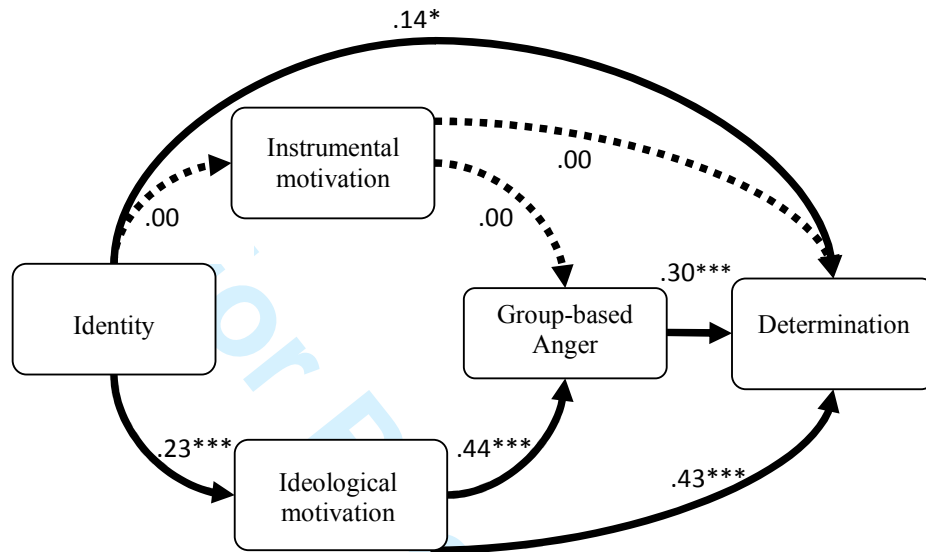 .14*
Instrumental
motivation
.00
.00
.00
Identity
Group-based
Anger
.30***
Determination
.23***
Ideological
motivation
.44***
.43***